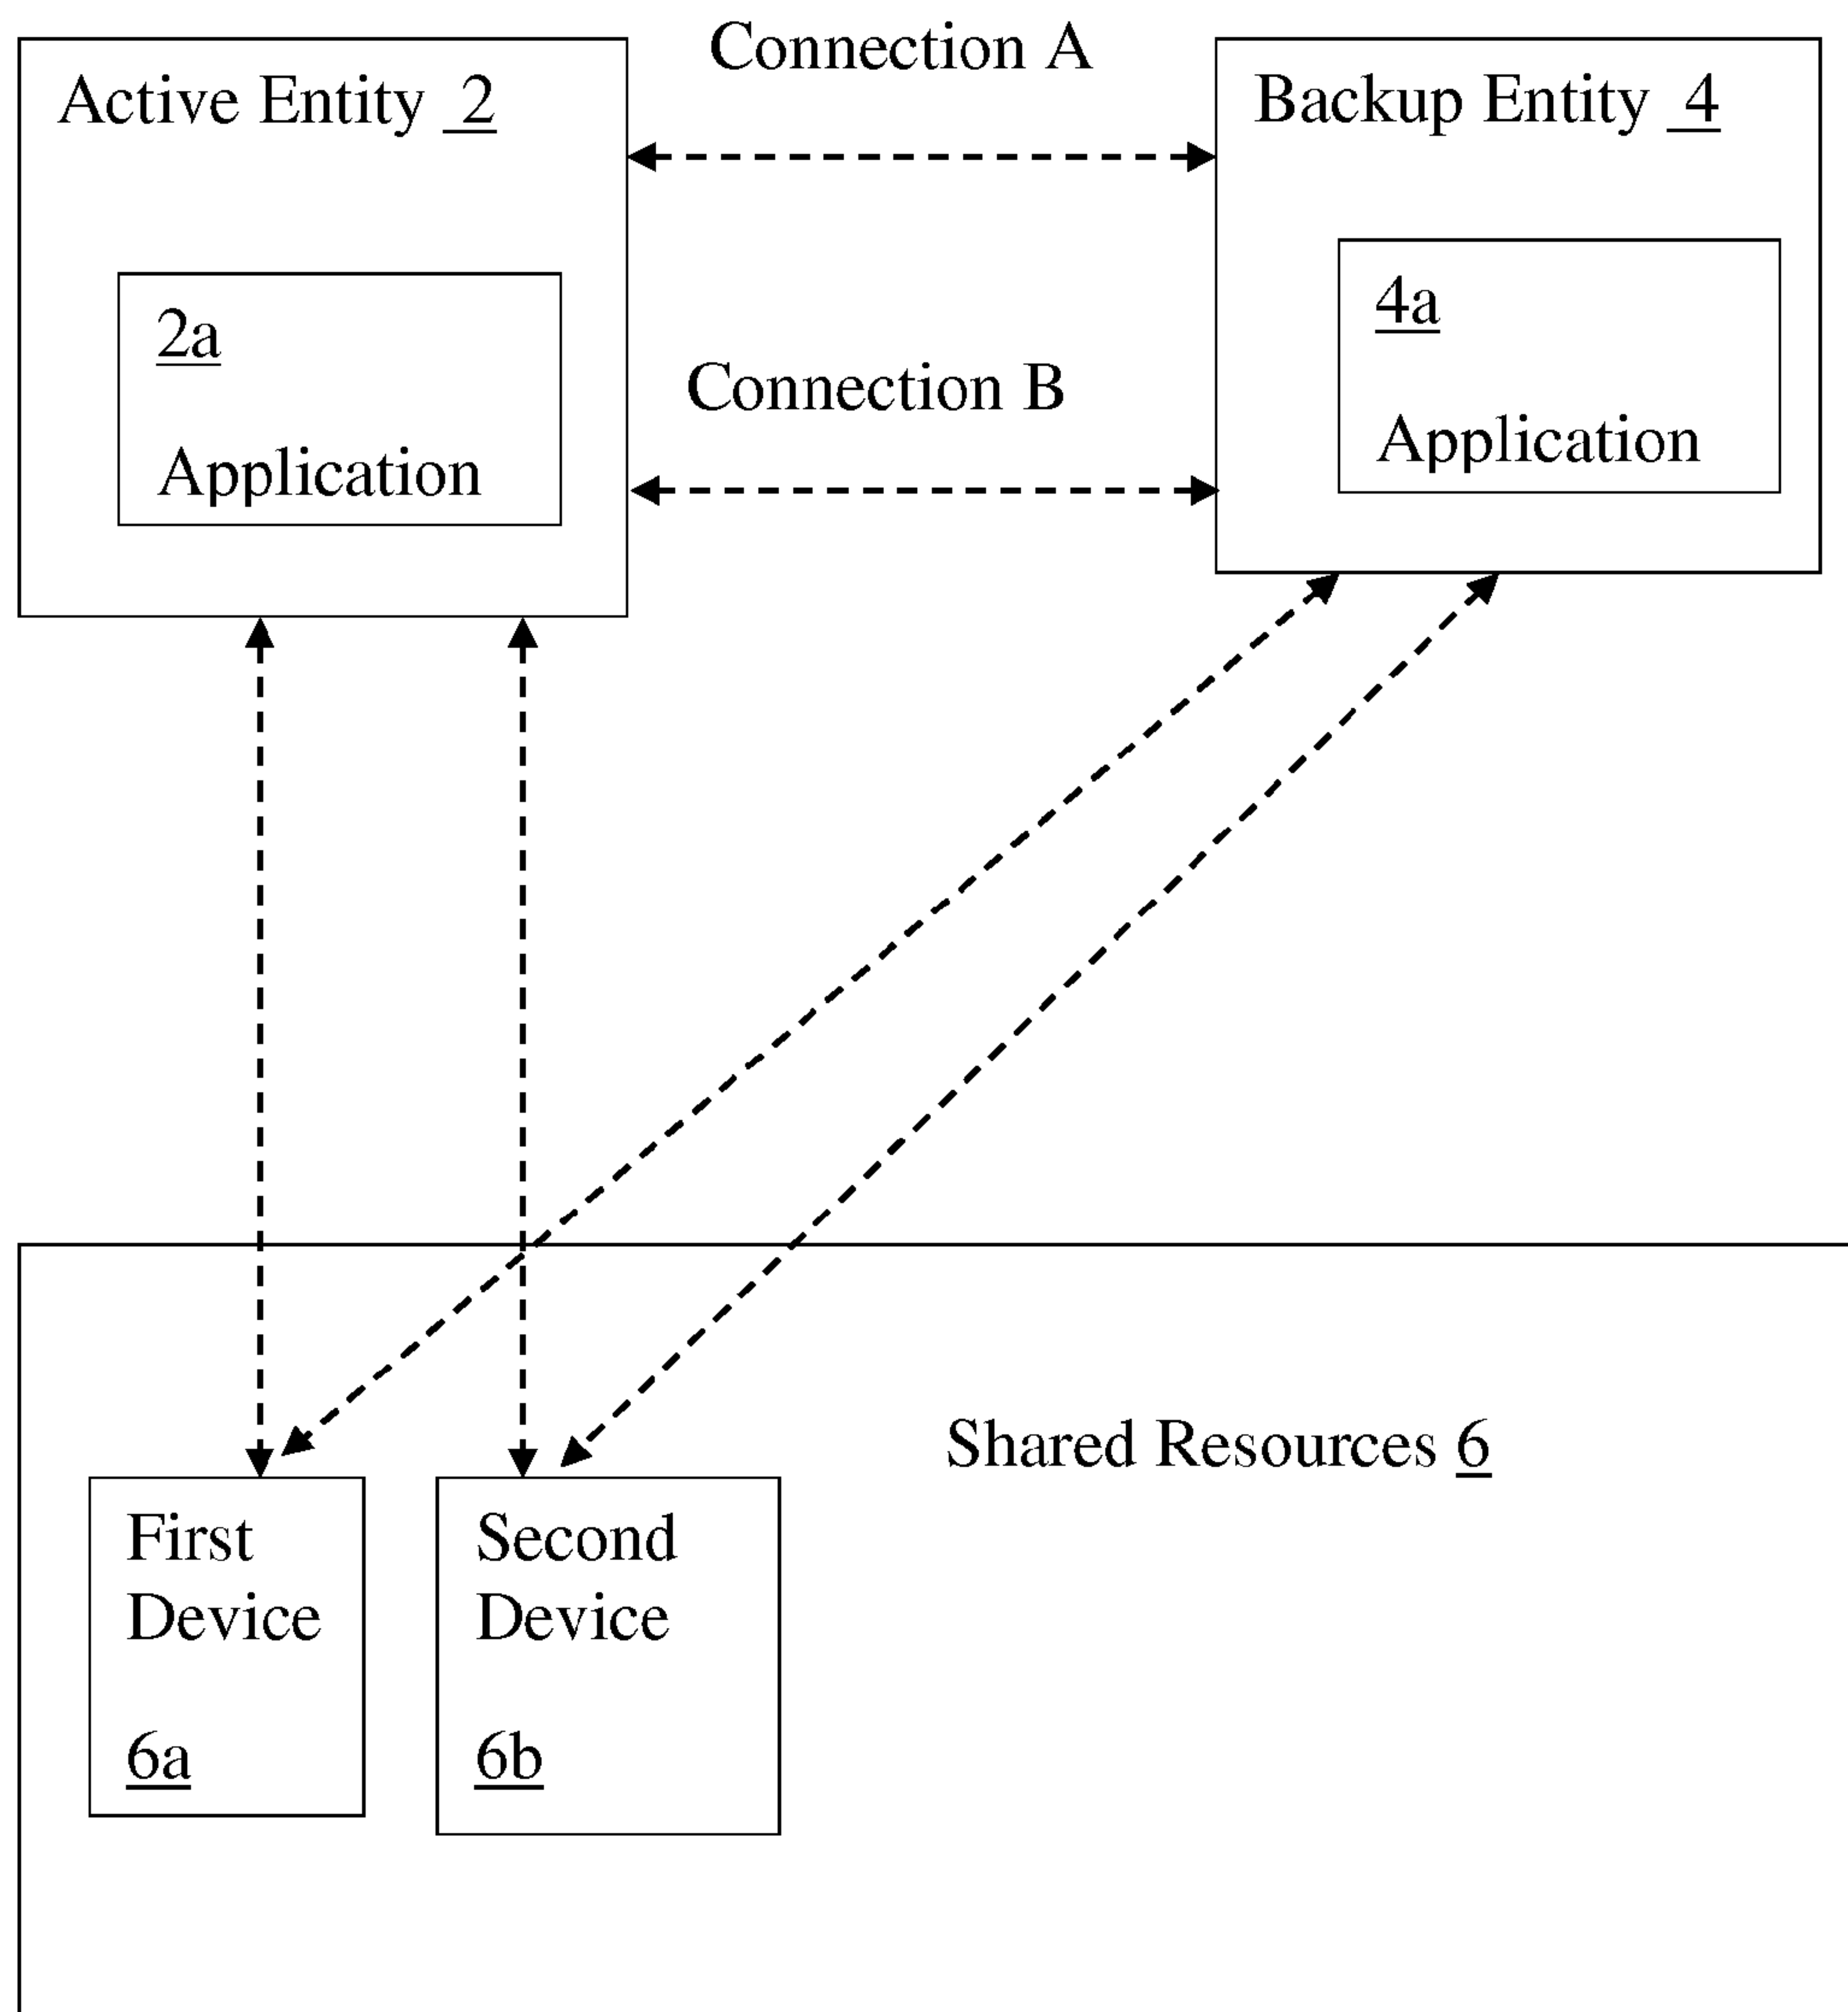 Connection A
Active Entity 2
Backup Entity 4
2a
Application
4a
Application
Connection B
Shared Resources 6
First
Device
6a
Second
Device
6b